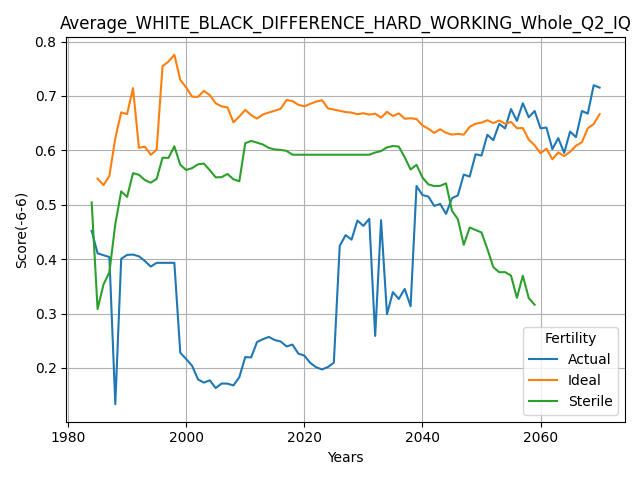 Average_WHITE_BLACK_DIFFERENCE_HARD_WORKING_Whole_Q2_IQ
Score(-6-6)
0.8
0.7
0.6
0.5
0.4
0.3
0.2
1980
2000
2020
2040
2060
Years
Fertility
Actual
Ideal
Sterile